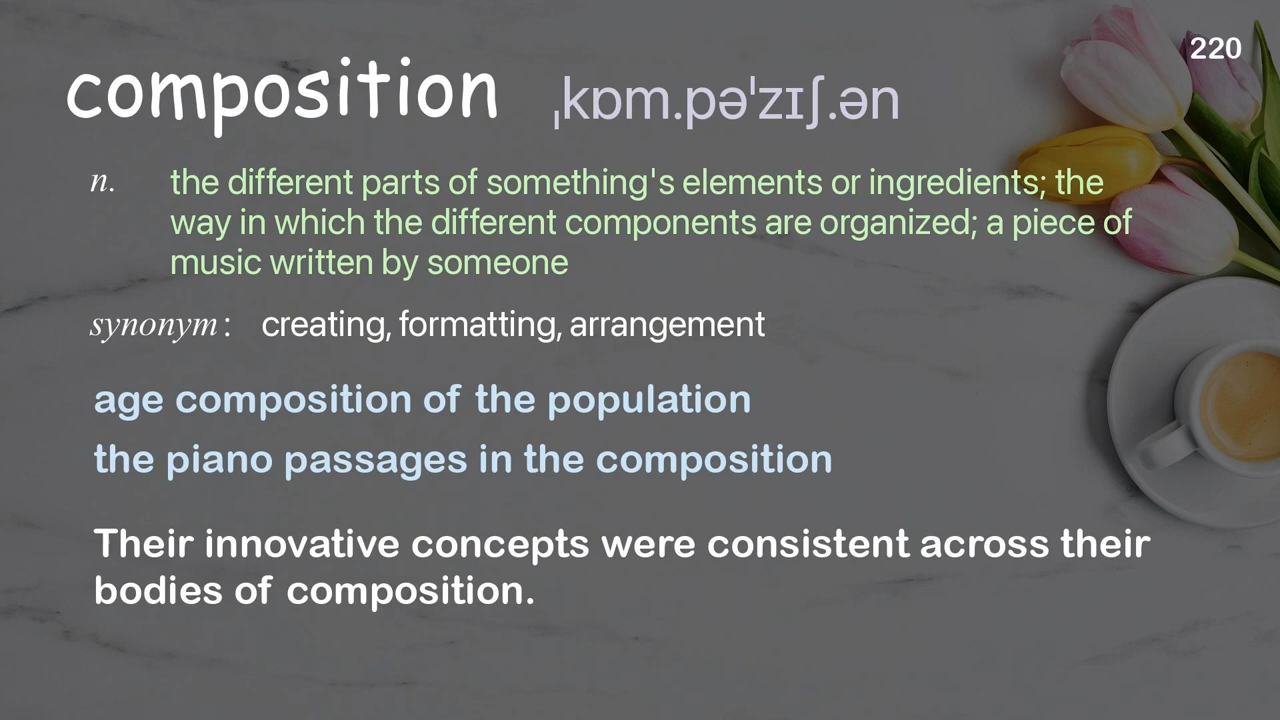 220
composition ˌkɒm.pəˈzɪʃ.ən
n. the different parts of something's elements or ingredients; the
way in which the different components are organized; a piece of
music written by someone
synonym: creating, formatting, arrangement
age composition of the population
the piano passages in the composition
Their innovative concepts were consistent across their
bodies of composition.